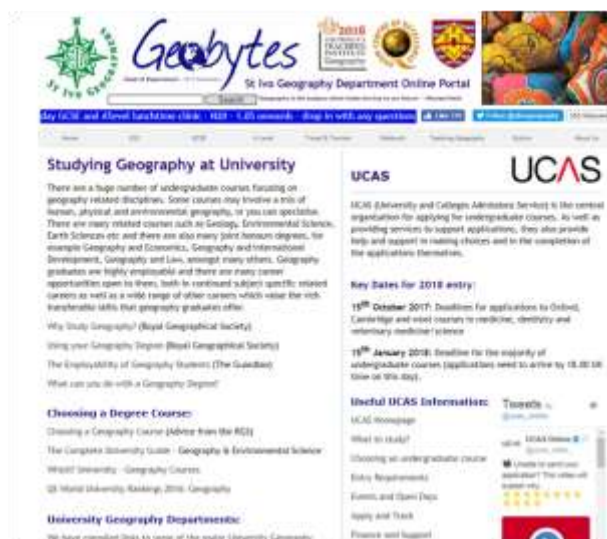 Geobytes
St Ivo Geography Department Online Portal
Search
day GCSE and Alevel lunchtime clinic - H20 - 1.05 onwards - drop in with any questions
Studying Geography at University
There are a huge number of undergraduate courses focusing on
geography related disciplines. Some courses may involve a mix of
human, physical and environmental geography, or you can specialise.
There are many related courses such as Geology, Environmental Science,
Earth Sciences etc and there are also many joint honours degrees, for
example Geography and Economics, Geography and International
Development, Geography and Law, amongst many others. Geography
graduates are highly employable and there are many career
opportunities open to them, both in continued subject specific related
careers as well as a wide range of other careers which value the rich
transferable skills that geography graduates offer.
Why Study Geography? (Royal Geographical Society)
Using your Geography Degree (Royal Geographical Society)
The Employability of Geography Students (The Guardian)
What can you do with a Geography Degree?
Choosing a Degree Course:
Choosing a Geography Course (Advice from the RGS)
The Complete University Guide - Geography & Environmental Science
Which? University - Geography Courses
QS World University Rankings 2016: Geography
University Geography Departments:
We have compiled links to some of the major University Geography
UCAS
UCAS
UCAS (University and Colleges Admissions Service) is the central
organisation for applying for undergraduate courses. As well as
providing services to support applications, they also provide
help and support in making choices and in the completion of
the applications themselves.
Key Dates for 2018 entry:
15th October 2017: Deadlines for applications to Oxford,
Cambridge and most courses in medicine, dentistry and
veterinary medicine/science
15th January 2018: Deadline for the majority of
undergraduate courses (applications need to arrive by 18.00 UK
time on this day).
Useful UCAS Information:
UCAS Homepage
What to study?
Choosing an undergraduate course
Entry Requirements
Events and Open Days
Apply and Track
Finance and Support
Tweets